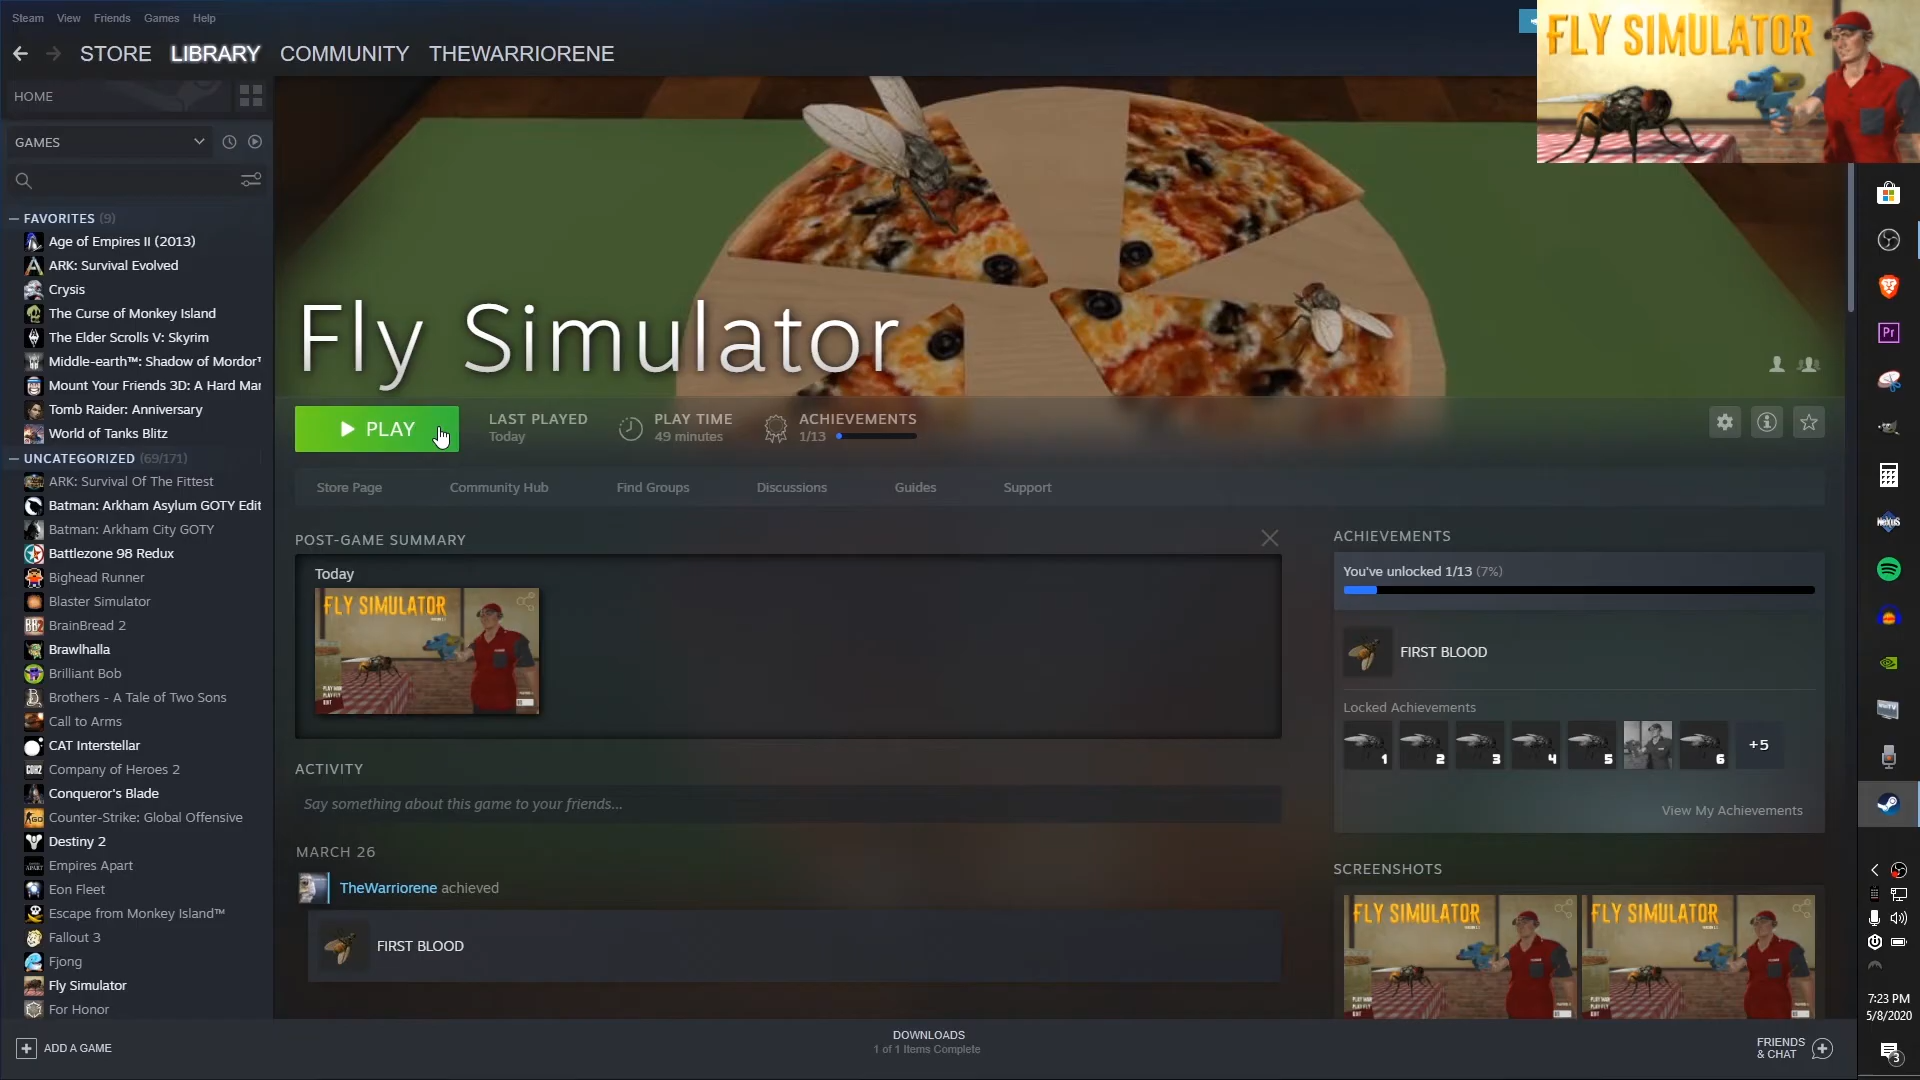 Steam View Friends Games Help
STORE LIBRARY COMMUNITY THEWARRIORENE
FLY SIMULATOR
HOME
GAMES
FAVORITES (9)
Age of Empires II (2013)
ARK: Survival Evolved
Crysis
The Curse of Monkey Island
The Elder Scrolls V: Skyrim
Middle-earth™: Shadow of Mordor™
Mount Your Friends 3D: A Hard Mar
Tomb Raider: Anniversary
World of Tanks Blitz
UNCATEGORIZED (69/171)
ARK: Survival Of The Fittest
Batman: Arkham Asylum GOTY Edit
Batman: Arkham City GOTY
Battlezone 98 Redux
Bighead Runner
Blaster Simulator
BrainBread 2
Brawlhalla
Brilliant Bob
Brothers - A Tale of Two Sons
Call to Arms
CAT Interstellar
Company of Heroes 2
Conqueror's Blade
Counter-Strike: Global Offensive
Destiny 2
Empires Apart
Eon Fleet
Escape from Monkey Island™
Fallout 3
Fjong
Fly Simulator
For Honor
ADD A GAME
Fly Simulator
PLAY
LAST PLAYED
Today
PLAY TIME
49 minutes
ACHIEVEMENTS
1/13
Store Page Community Hub Find Groups Discussions Guides Support
POST-GAME SUMMARY
Today
FLY SIMULATOR
PLAY FLY
EXIT
ACTIVITY
Say something about this game to your friends...
MARCH 26
TheWarriorene achieved
FIRST BLOOD
ACHIEVEMENTS
You've unlocked 1/13 (7%)
FIRST BLOOD
Locked Achievements
1 2 3 4 5 6 +5
View My Achievements
SCREENSHOTS
FLY SIMULATOR
FLY SIMULATOR
DOWNLOADS
1 of 1 Items Complete
FRIENDS
& CHAT
Pr
NEXUS
7:23 PM
5/8/2020
3